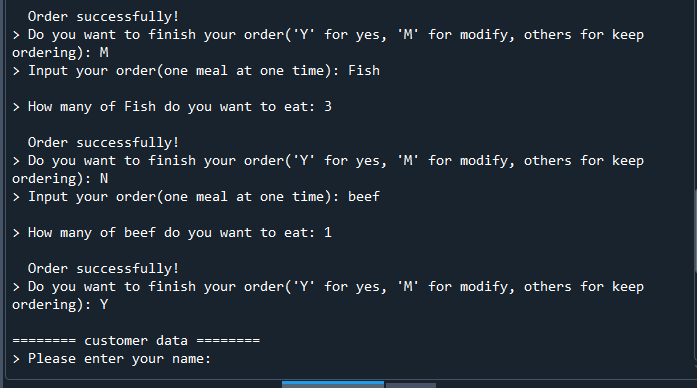 Order successfully!
> Do you want to finish your order('Y' for yes, 'M' for modify, others for keep
ordering): M
> Input your order(one meal at one time): Fish
> How many of Fish do you want to eat: 3
Order successfully!
> Do you want to finish your order('Y' for yes, 'M' for modify, others for keep
ordering): N
> Input your order(one meal at one time): beef
> How many of beef do you want to eat: 1
Order successfully!
> Do you want to finish your order('Y' for yes, 'M' for modify, others for keep
ordering): Y
======== customer data ========
> Please enter your name: